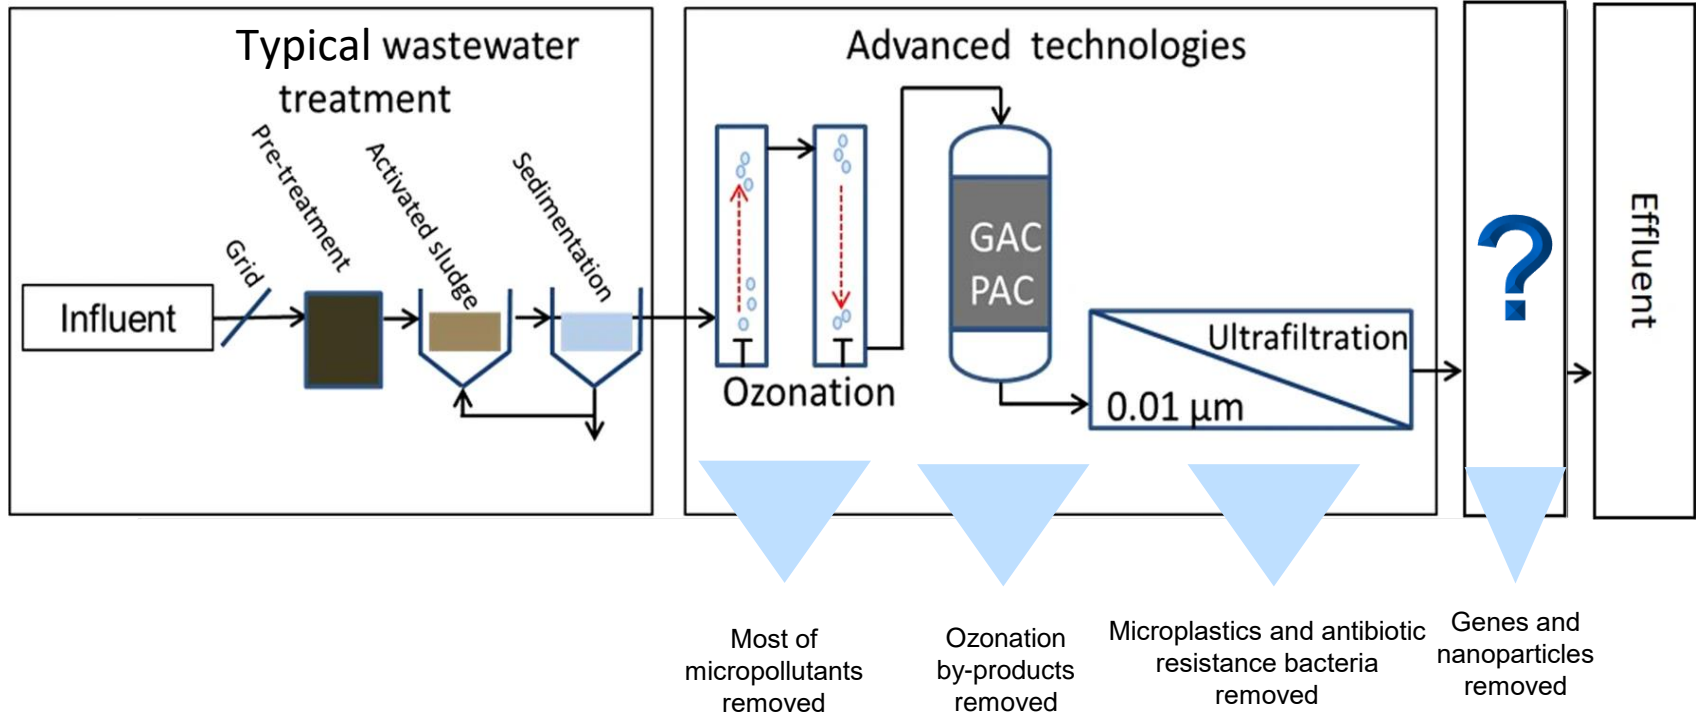 Typical wastewater
treatment
Pre-treatment
Activated sludge
Sedimentation
Grid
Influent
Advanced technologies
GAC
PAC
Ozonation
Ultrafiltration
0.01 µm
?
Effluent
Most of
micropollutants
removed
Ozonation
by-products
removed
Microplastics and antibiotic
resistance bacteria
removed
Genes and
nanoparticles
removed